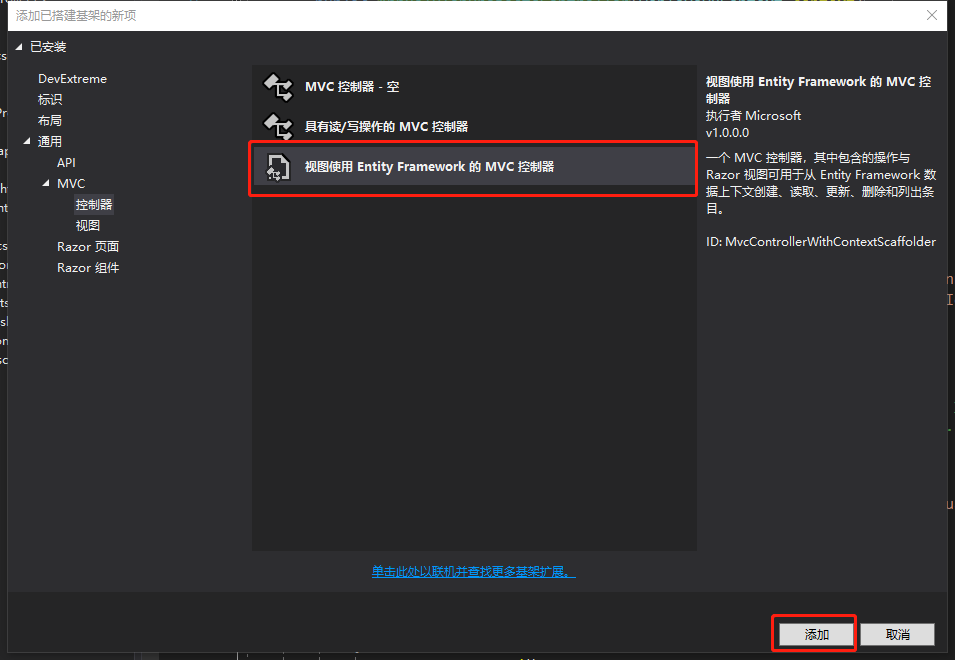 添加已搭建基架的新项
已安装
DevExtreme
标识
布局
通用
API
MVC
控制器
视图
Razor 页面
Razor 组件
MVC 控制器 - 空
具有读/写操作的 MVC 控制器
视图使用 Entity Framework 的 MVC 控制器
视图使用 Entity Framework 的 MVC 控
制器
执行者 Microsoft
v1.0.0.0
一个 MVC 控制器，其中包含的操作与
Razor 视图可用于从 Entity Framework 数
据上下文创建、读取、更新、删除和列出条
目。
ID: MvcControllerWithContextScaffolder
单击此处以联机并查找更多基架扩展。
添加
取消